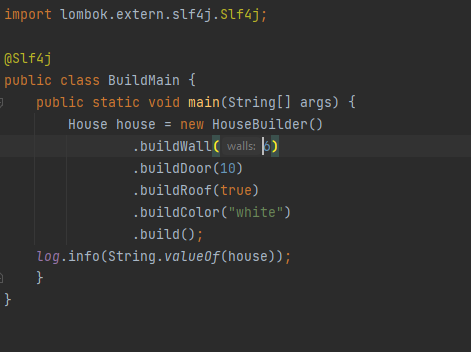 import lombok.extern.slf4j.Slf4j;
@Slf4j
public class BuildMain {
public static void main(String[] args) {
House house = new HouseBuilder()
.buildWall( walls: 6)
.buildDoor(10)
.buildRoof(true)
.buildColor("white")
.build();
log.info(String.valueOf(house));
}
}